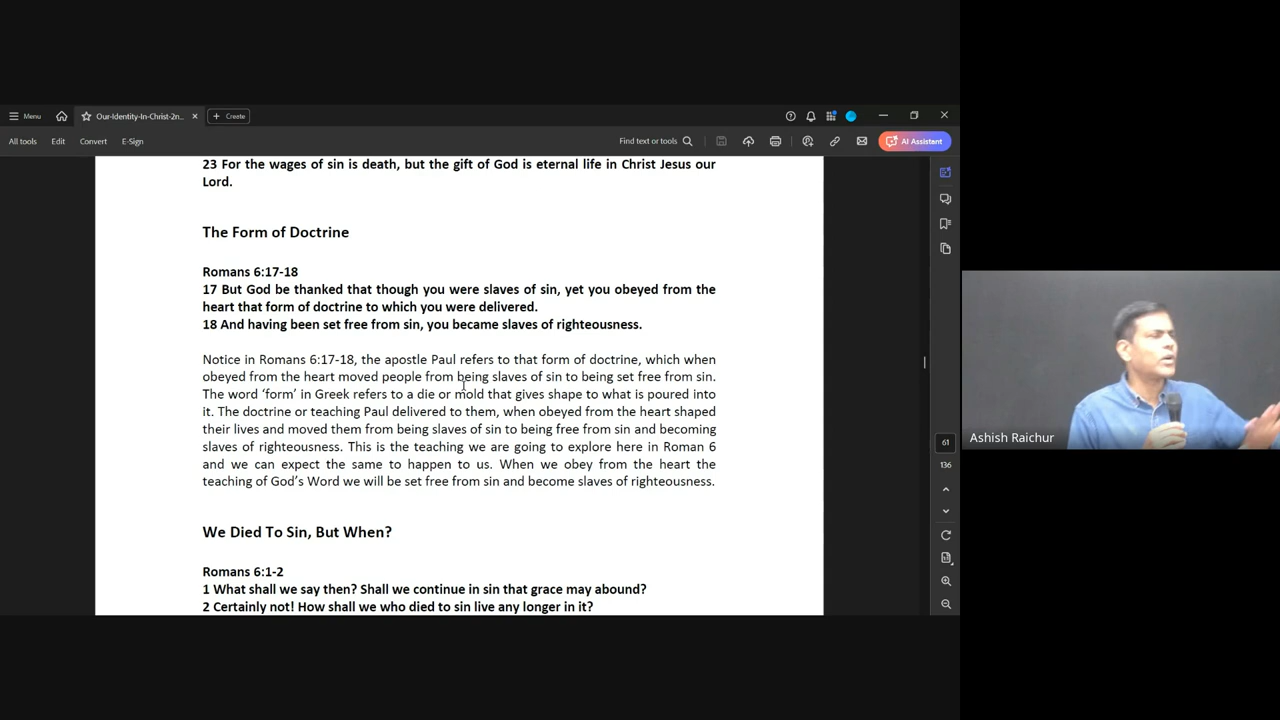 Menu
Our-Identity-In-Christ-2n...
Create
All tools
Edit
Convert
E-Sign
Find text or tools
AI Assistant
23 For the wages of sin is death, but the gift of God is eternal life in Christ Jesus our
Lord.
The Form of Doctrine
Romans 6:17-18
17 But God be thanked that though you were slaves of sin, yet you obeyed from the
heart that form of doctrine to which you were delivered.
18 And having been set free from sin, you became slaves of righteousness.
Notice in Romans 6:17-18, the apostle Paul refers to that form of doctrine, which when
obeyed from the heart moved people from being slaves of sin to being set free from sin.
The word ‘form’ in Greek refers to a die or mold that gives shape to what is poured into
it. The doctrine or teaching Paul delivered to them, when obeyed from the heart shaped
their lives and moved them from being slaves of sin to being free from sin and becoming
slaves of righteousness. This is the teaching we are going to explore here in Roman 6
and we can expect the same to happen to us. When we obey from the heart the
teaching of God’s Word we will be set free from sin and become slaves of righteousness.
We Died To Sin, But When?
Romans 6:1-2
1 What shall we say then? Shall we continue in sin that grace may abound?
2 Certainly not! How shall we who died to sin live any longer in it?
61
136
Ashish Raichur